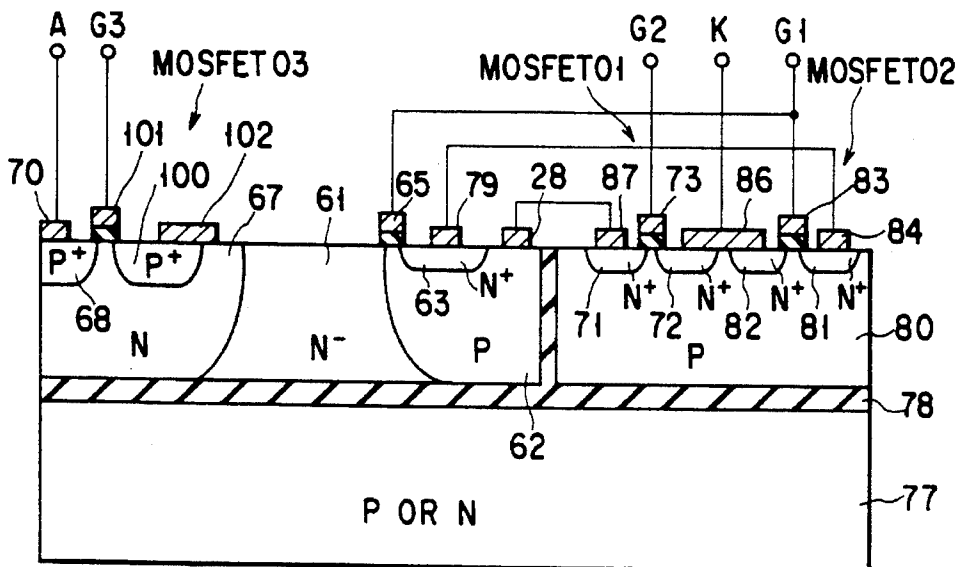 A G3 G2 K G1
MOSFET03 MOSFET01 MOSFET02
101 102
70 100 67 61 65 79 28 87 73 86 83
84
P+ P+ N+ N+ N+ N+ N+
68 63 71 72 82 81 80
N N- P P
78
62
77
P OR N